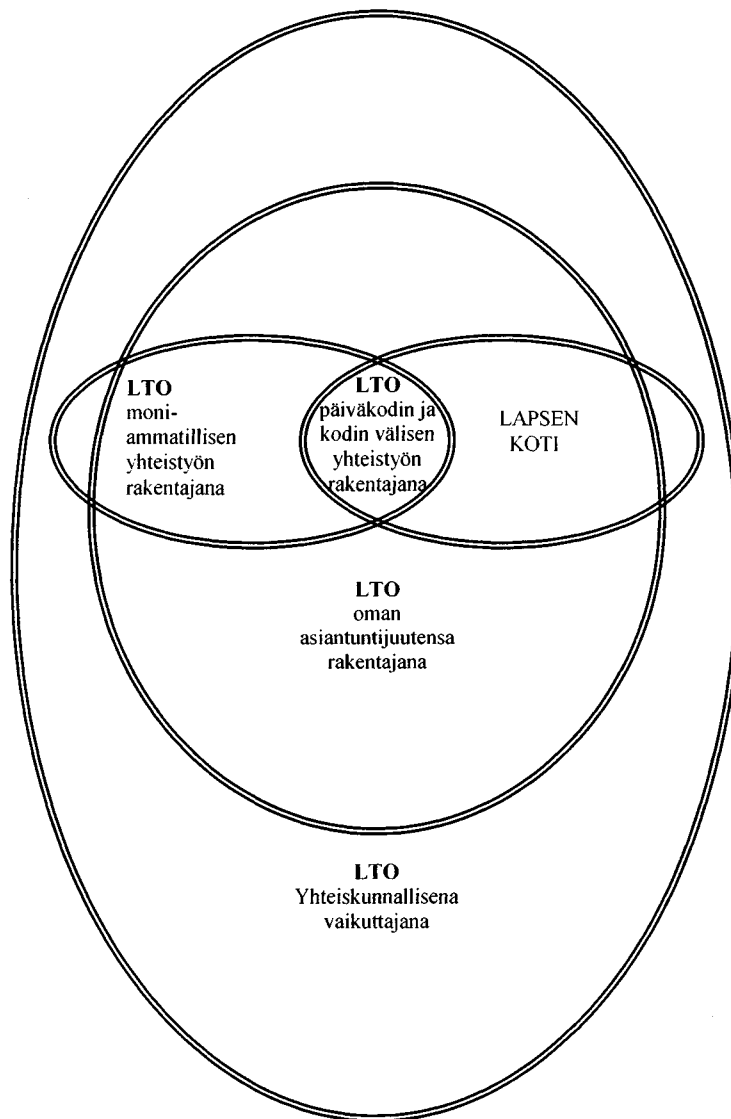 LTO
moni-
ammatillisen
yhteistyön
rakentajana
LTO
päiväkodin ja
kodin välisen
yhteistyön
rakentajana
LAPSEN
KOTI
LTO
oman
asiantuntijuutensa
rakentajana
LTO
Yhteiskunnallisena
vaikuttajana